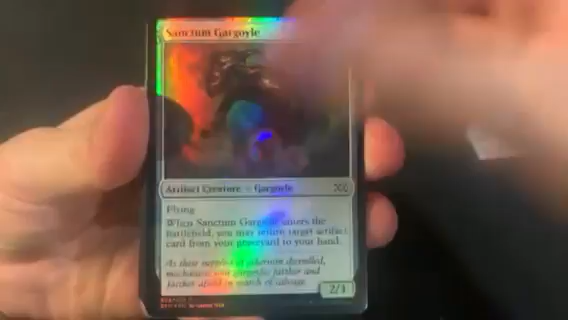 Sanctum Gargoyle
Artifact Creature – Gargoyle
Flying
When Sanctum Gargoyle enters the
battlefield, you may return target artifact
card from your graveyard to your hand.
As their supplies of etherium dwindled,
mechanists sent gargoyles farther and
farther afield in search of salvage.
2/3